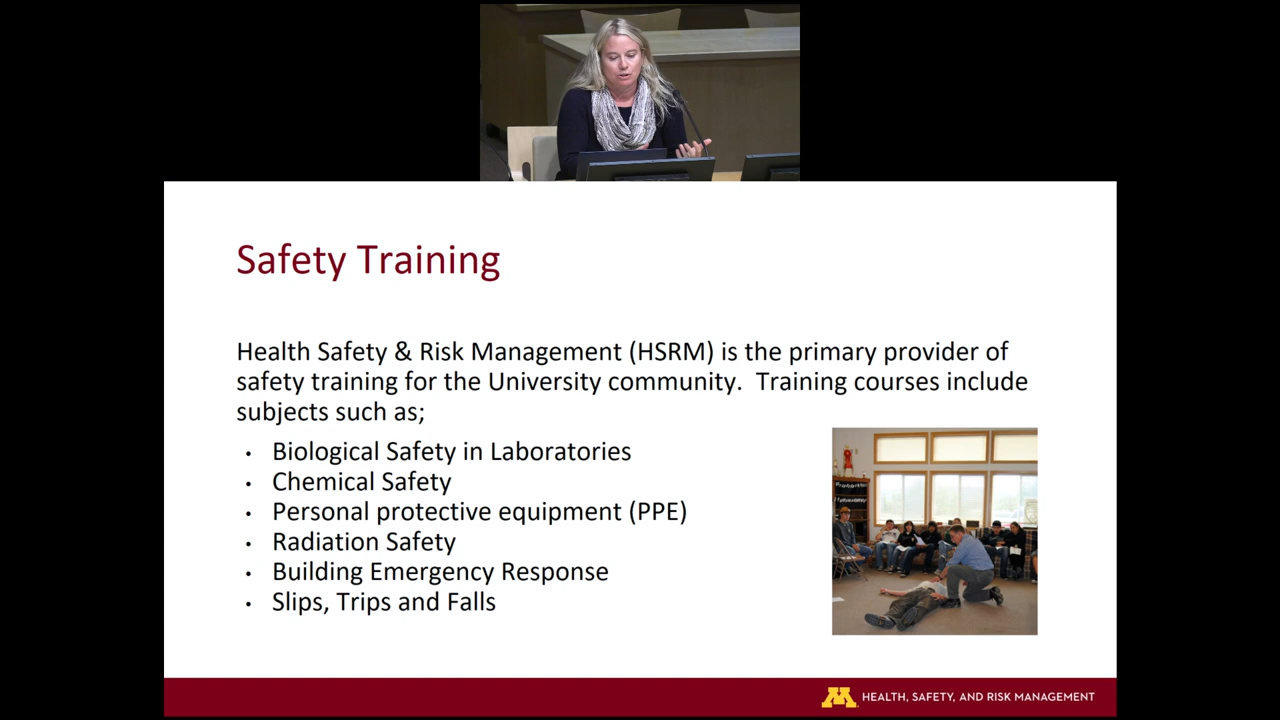 Safety Training
Health Safety & Risk Management (HSRM) is the primary provider of
safety training for the University community.  Training courses include
subjects such as;
• Biological Safety in Laboratories
• Chemical Safety
• Personal protective equipment (PPE)
• Radiation Safety
• Building Emergency Response
• Slips, Trips and Falls
M HEALTH, SAFETY, AND RISK MANAGEMENT